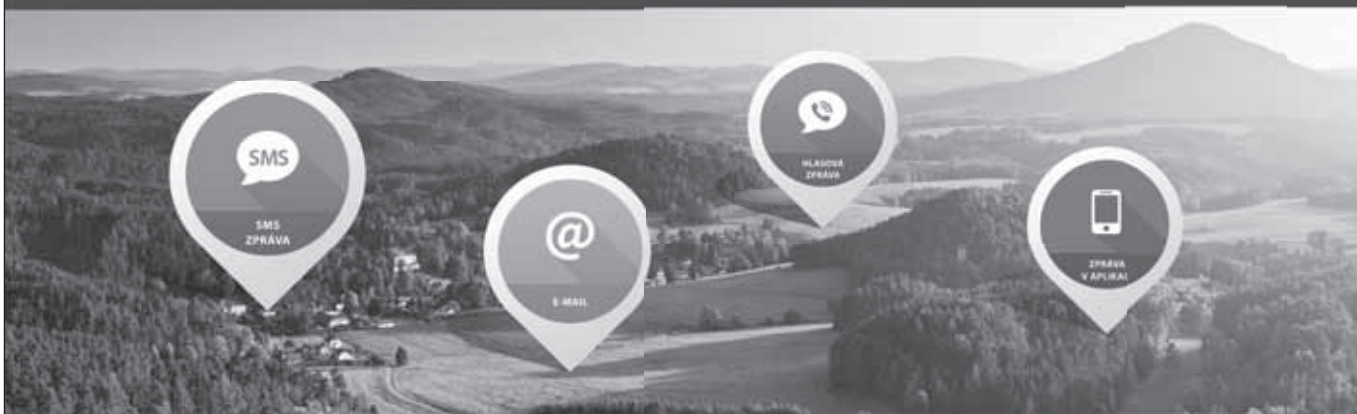 SMS
SMS
ZPRÁVA
@
E-MAIL
HLASOVÁ
ZPRÁVA
ZPRÁVA
V APLIKACI